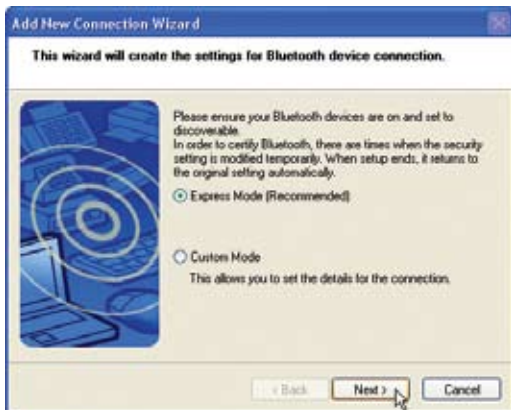 Add New Connection Wizard
This wizard will create the settings for Bluetooth device connection.
Please ensure your Bluetooth devices are on and set to
discoverable.
In order to certify Bluetooth, there are times when the security
setting is modified temporarily. When setup ends, it returns to
the original setting automatically.
Express Mode (Recommended)
Custom Mode
This allows you to set the details for the connection.
< Back Next > Cancel